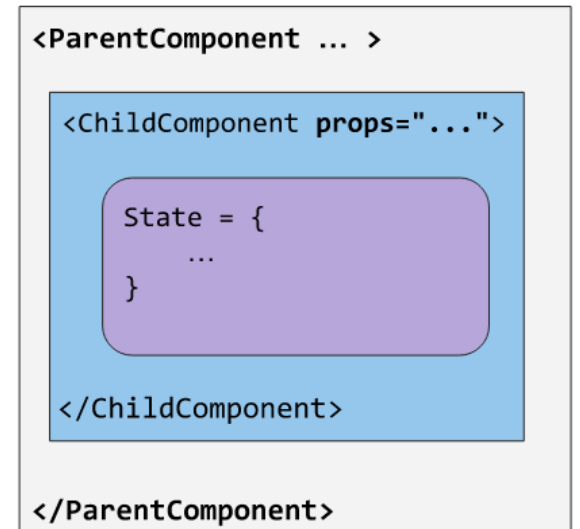 <ParentComponent … >
<ChildComponent props="...">
State = {
…
}
</ChildComponent>
</ParentComponent>